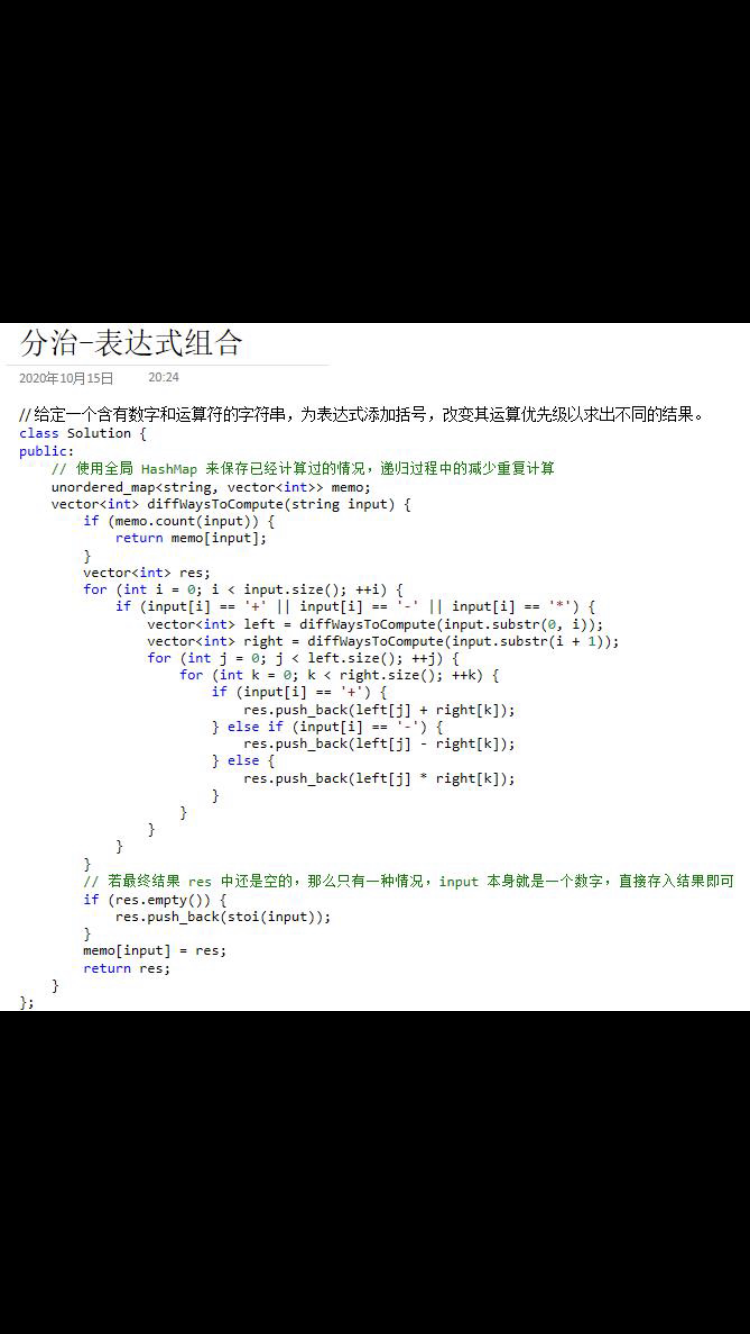 分治-表达式组合
2020年10月15日 20:24
//给定一个含有数字和运算符的字符串，为表达式添加括号，改变其运算优先级以求出不同的结果。
class Solution {
public:
    // 使用全局 HashMap 来保存已经计算过的情况，递归过程中的减少重复计算
    unordered_map<string, vector<int>> memo;
    vector<int> diffWaysToCompute(string input) {
        if (memo.count(input)) {
            return memo[input];
        }
        vector<int> res;
        for (int i = 0; i < input.size(); ++i) {
            if (input[i] == '+' || input[i] == '-' || input[i] == '*') {
                vector<int> left = diffWaysToCompute(input.substr(0, i));
                vector<int> right = diffWaysToCompute(input.substr(i + 1));
                for (int j = 0; j < left.size(); ++j) {
                    for (int k = 0; k < right.size(); ++k) {
                        if (input[i] == '+') {
                            res.push_back(left[j] + right[k]);
                        } else if (input[i] == '-') {
                            res.push_back(left[j] - right[k]);
                        } else {
                            res.push_back(left[j] * right[k]);
                        }
                    }
                }
            }
        }
        // 若最终结果 res 中还是空的，那么只有一种情况，input 本身就是一个数字，直接存入结果即可
        if (res.empty()) {
            res.push_back(stoi(input));
        }
        memo[input] = res;
        return res;
    }
};